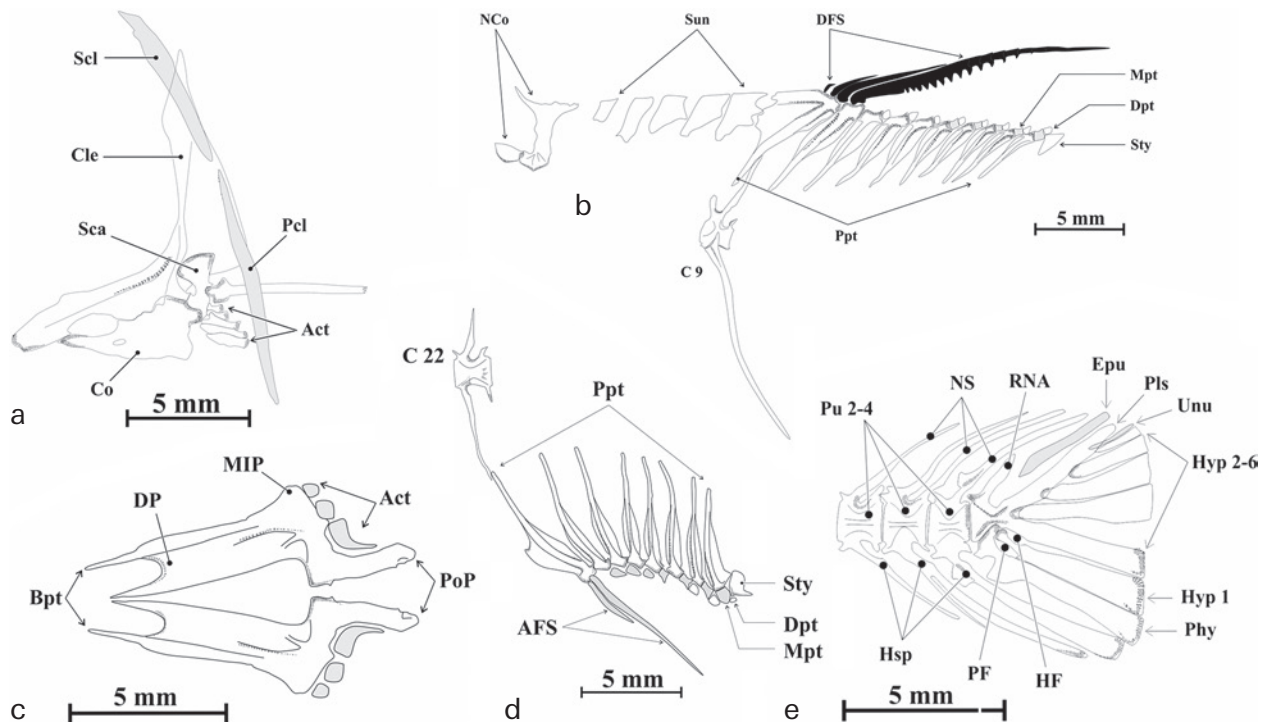 Scl
Cle
Sca
Pcl
Act
Co
5 mm
a
NCo
Sun
DFS
Mpt
Dpt
Sty
b
Ppt
5 mm
C 9
MIP
Act
DP
Bpt
PoP
5 mm
c
C 22
Ppt
Sty
AFS
Dpt
Mpt
5 mm
d
Epu
NS
RNA
Pls
Pu 2-4
Unu
Hyp 2-6
Hyp 1
Phy
Hsp
PF
HF
5 mm
e